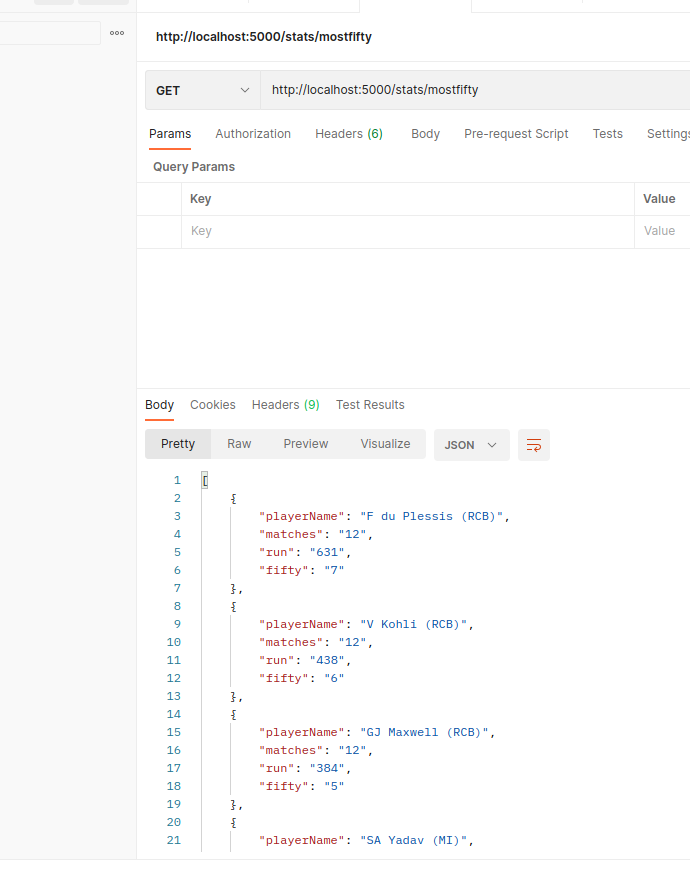 http://localhost:5000/stats/mostfifty
GET http://localhost:5000/stats/mostfifty
Params Authorization Headers (6) Body Pre-request Script Tests Settings
Query Params
Key Value
Key Value
Body Cookies Headers (9) Test Results
Pretty Raw Preview Visualize JSON
1 [
2 {
3 "playerName": "F du Plessis (RCB)",
4 "matches": "12",
5 "run": "631",
6 "fifty": "7"
7 },
8 {
9 "playerName": "V Kohli (RCB)",
10 "matches": "12",
11 "run": "438",
12 "fifty": "6"
13 },
14 {
15 "playerName": "GJ Maxwell (RCB)",
16 "matches": "12",
17 "run": "384",
18 "fifty": "5"
19 },
20 {
21 "playerName": "SA Yadav (MI)",